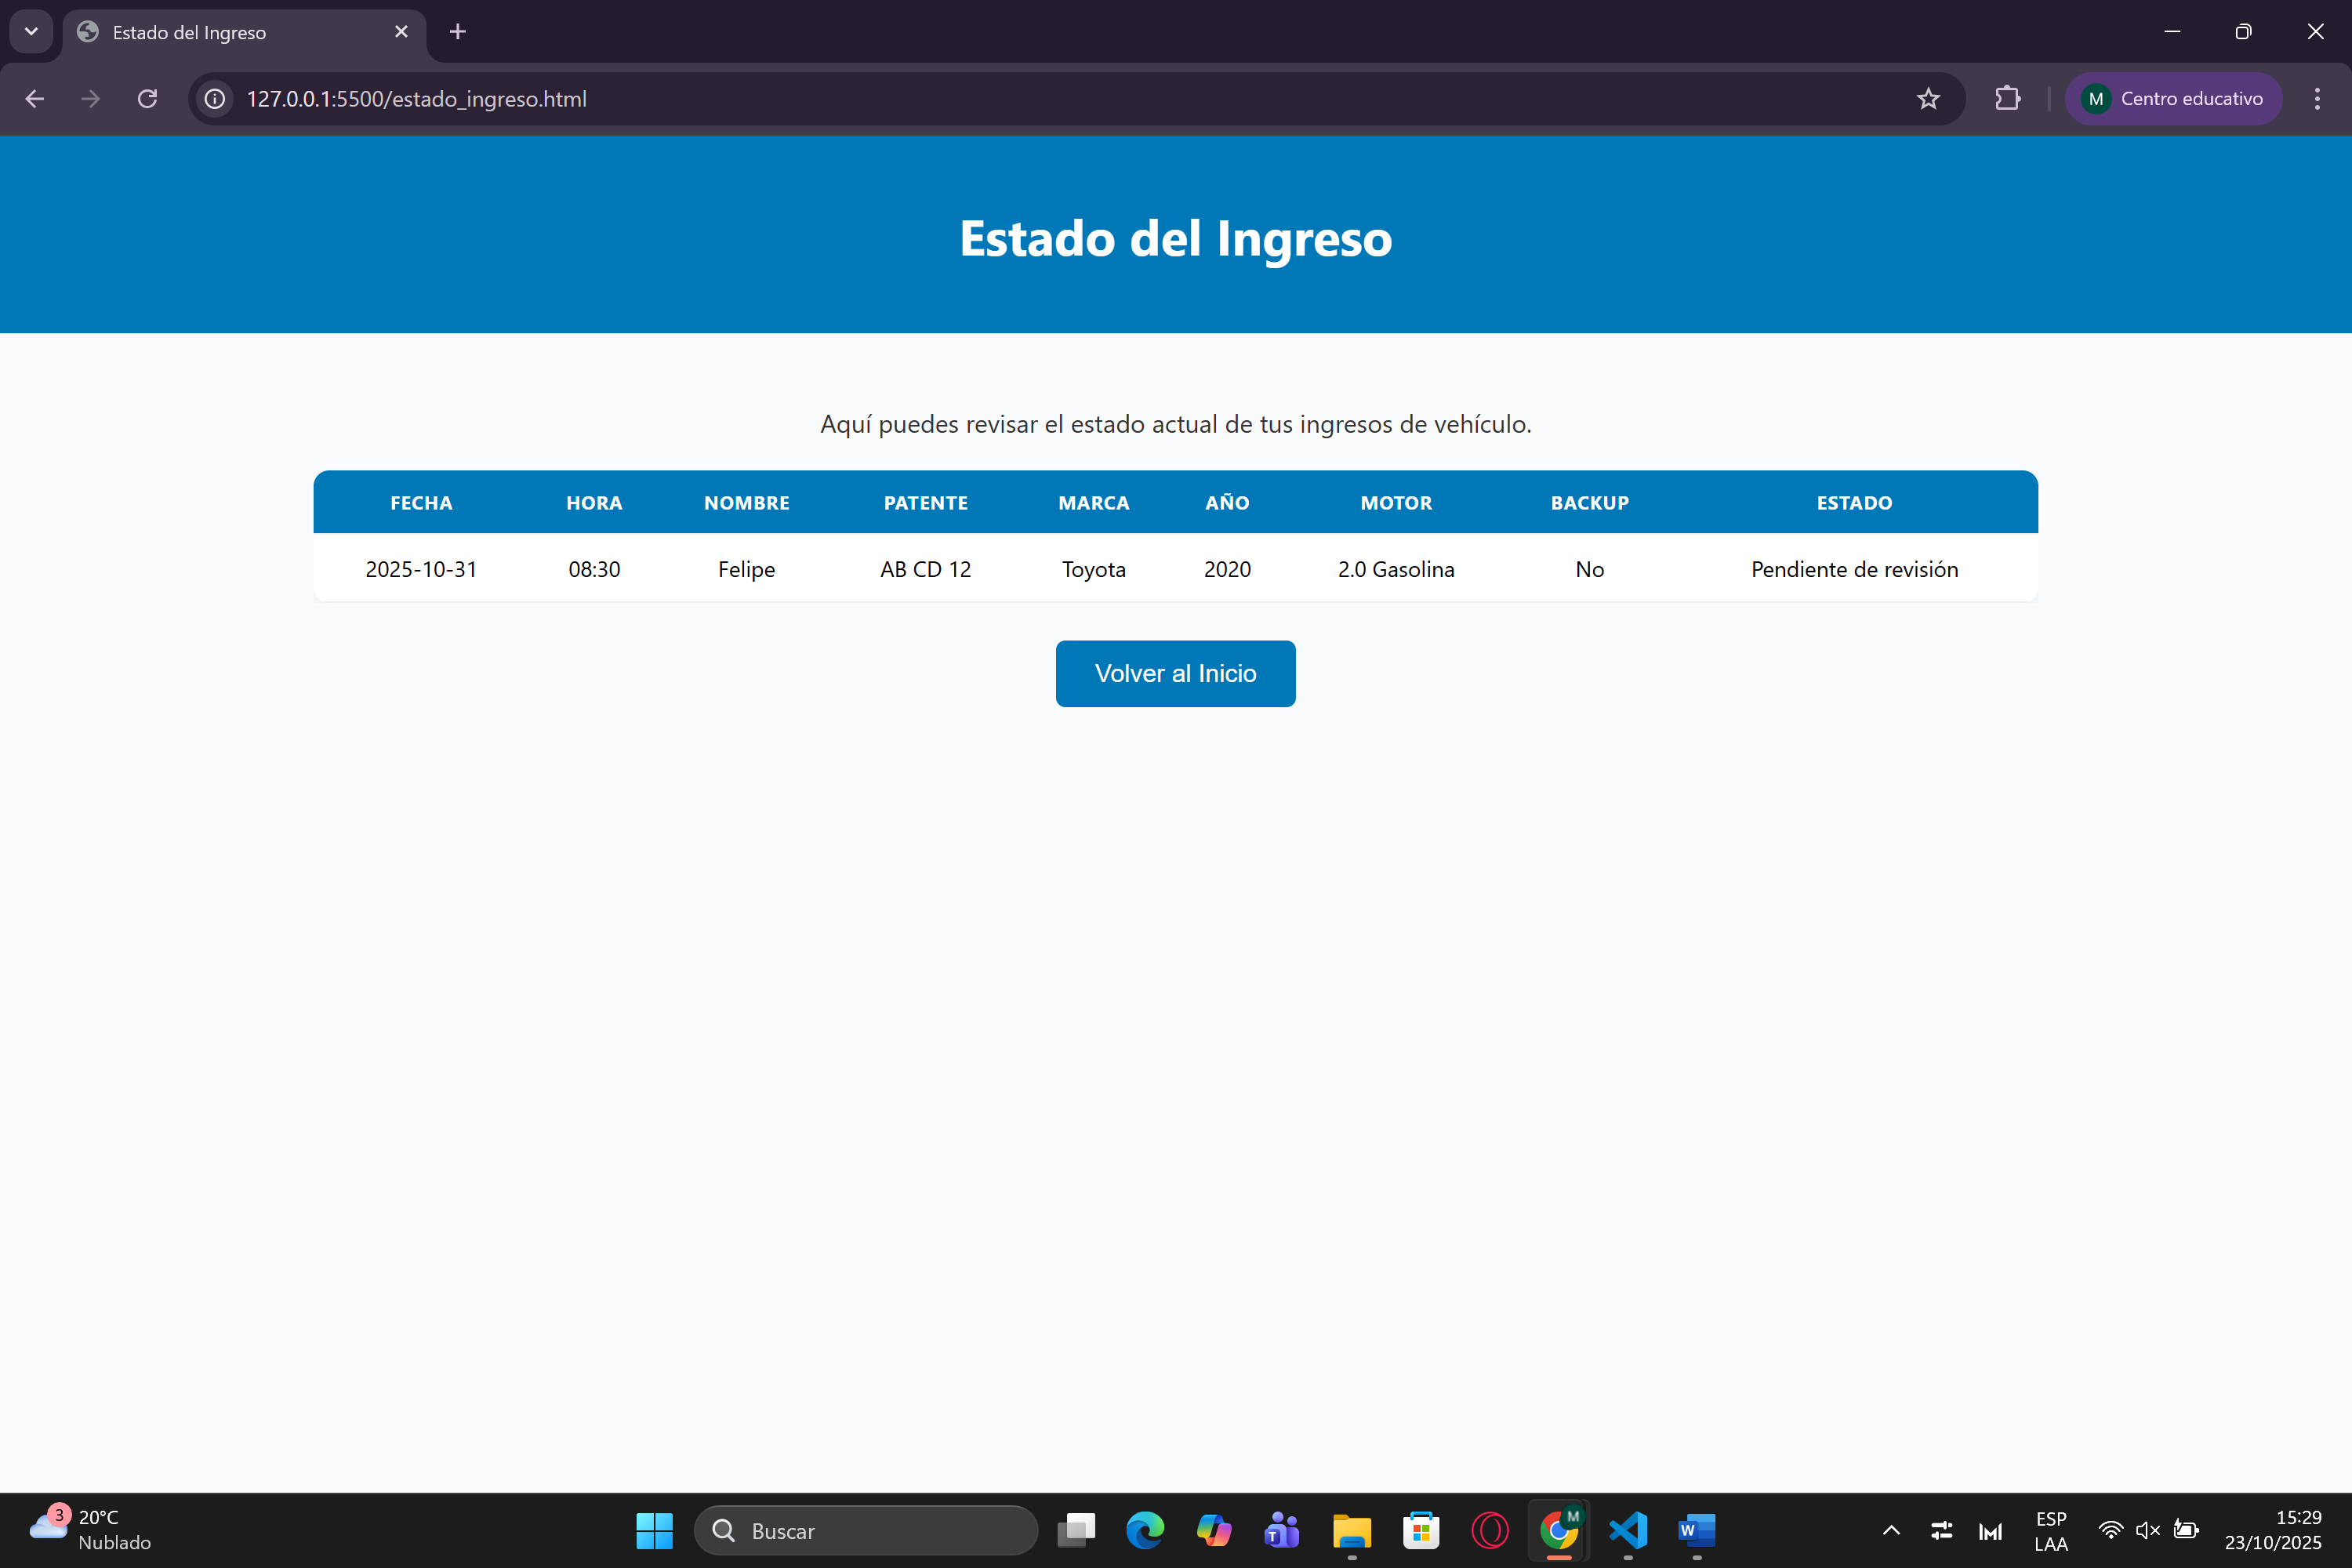 Estado del Ingreso
127.0.0.1:5500/estado_ingreso.html
M Centro educativo
Estado del Ingreso
Aquí puedes revisar el estado actual de tus ingresos de vehículo.
FECHA HORA NOMBRE PATENTE MARCA AÑO MOTOR BACKUP ESTADO
2025-10-31 08:30 Felipe AB CD 12 Toyota 2020 2.0 Gasolina No Pendiente de revisión
Volver al Inicio
3 20°C
Nublado
Buscar
T
M
W
ESP
LAA
15:29
23/10/2025